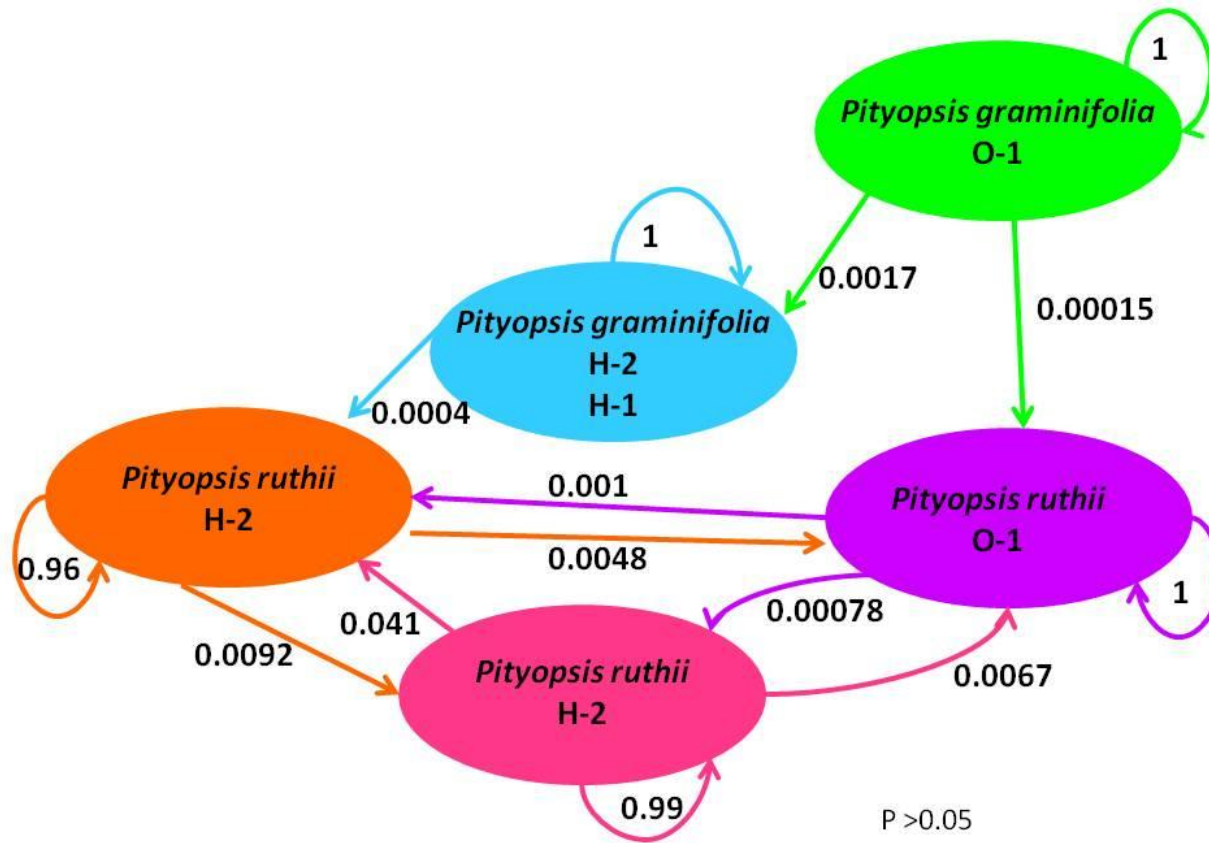 1
Pityopsis graminifolia
O-1
1
0.0017
0.00015
Pityopsis graminifolia
H-2
H-1
0.0004
Pityopsis ruthii
H-2
0.001
Pityopsis ruthii
O-1
0.0048
0.96
0.041
0.00078
1
0.0092
Pityopsis ruthii
H-2
0.0067
0.99
P >0.05